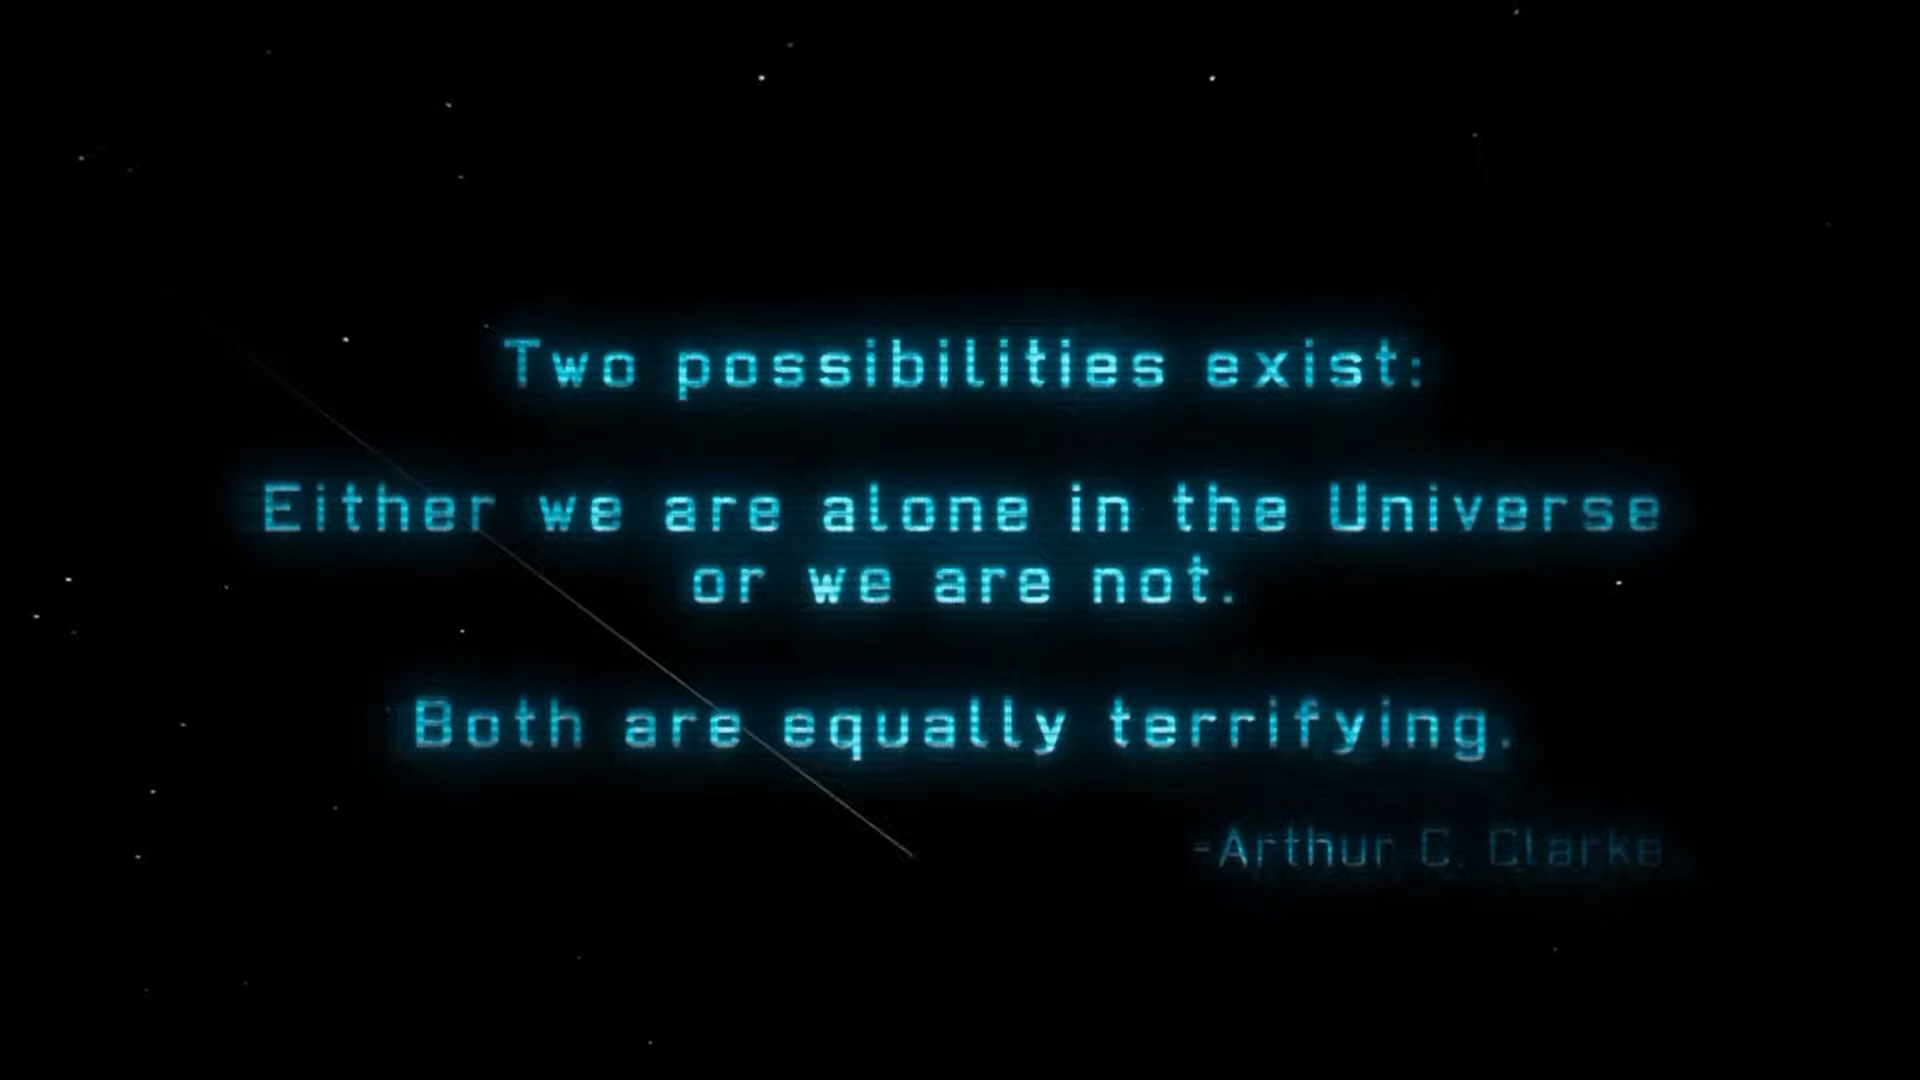 Two possibilities exist:
Either we are alone in the Universe
or we are not.
Both are equally terrifying.
-Arthur C. Clarke